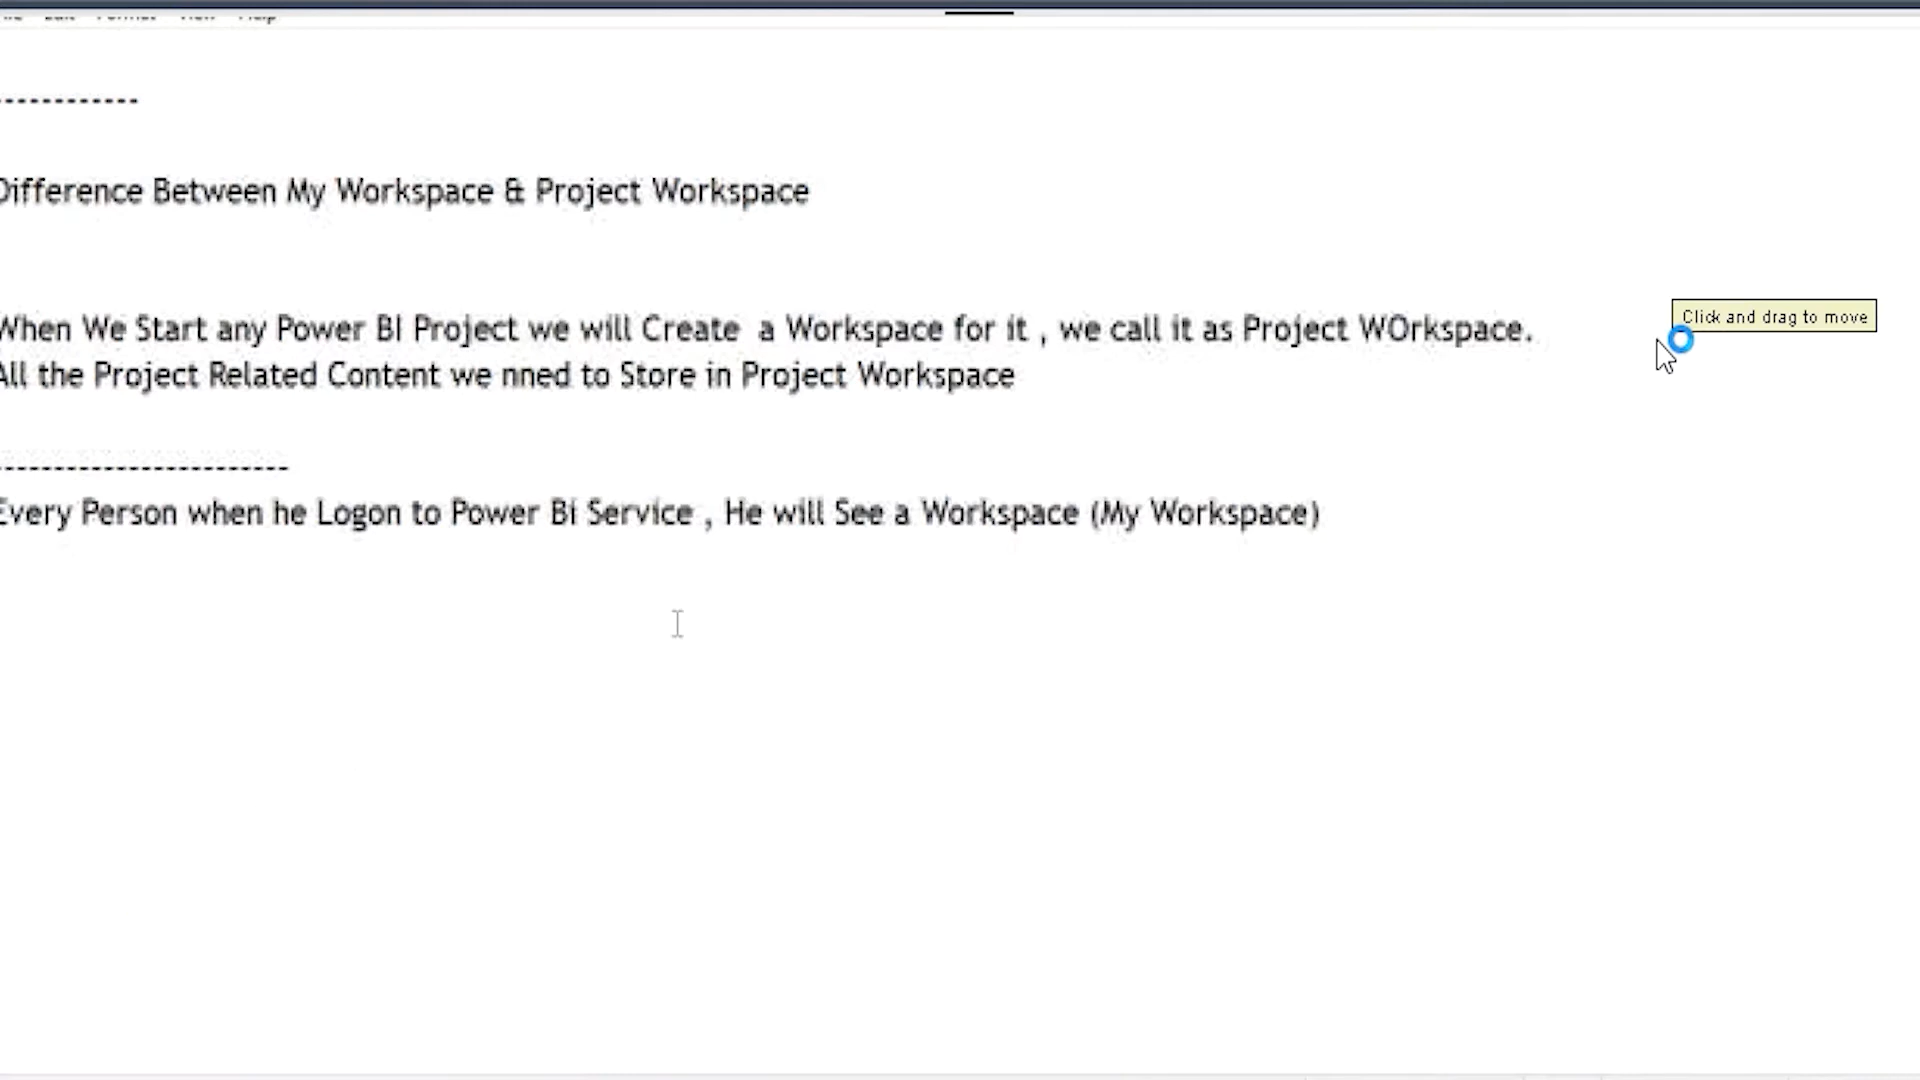 ------------
Difference Between My Workspace & Project Workspace
When We Start any Power BI Project we will Create a Workspace for it , we call it as Project WOrkspace.
Click and drag to move
All the Project Related Content we nned to Store in Project Workspace
-----------------------
Every Person when he Logon to Power Bi Service , He will See a Workspace (My Workspace)